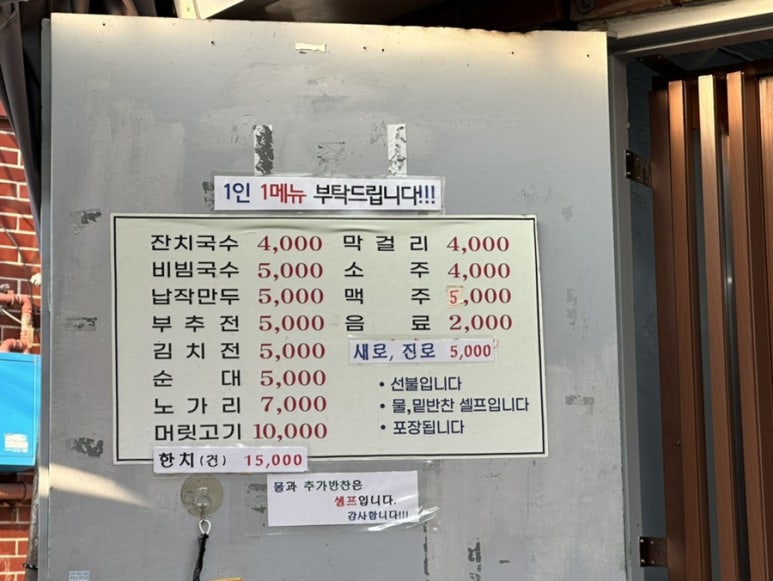 1인 1메뉴 부탁드립니다!!!
잔치국수 4,000 막걸리 4,000
비빔국수 5,000 소주 4,000
납작만두 5,000 맥주 5,000
부추전 5,000 음료 2,000
김치전 5,000 새로, 진로 5,000
순대 5,000 • 선불입니다
노가리 7,000 • 물,밑반찬 셀프입니다
머릿고기 10,000 • 포장됩니다
한치(건) 15,000
물과 추가반찬은
셀프입니다.
감사합니다!!!